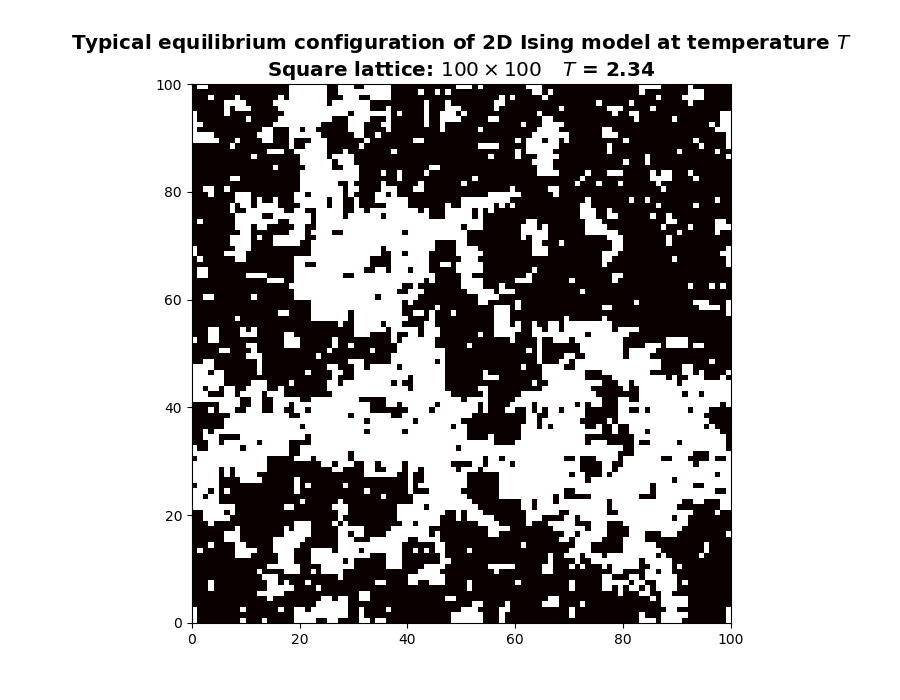 Typical equilibrium configuration of 2D Ising model at temperature T
Square lattice: 100 × 100 T = 2.34
100
80
60
40
20
0
0 20 40 60 80 100